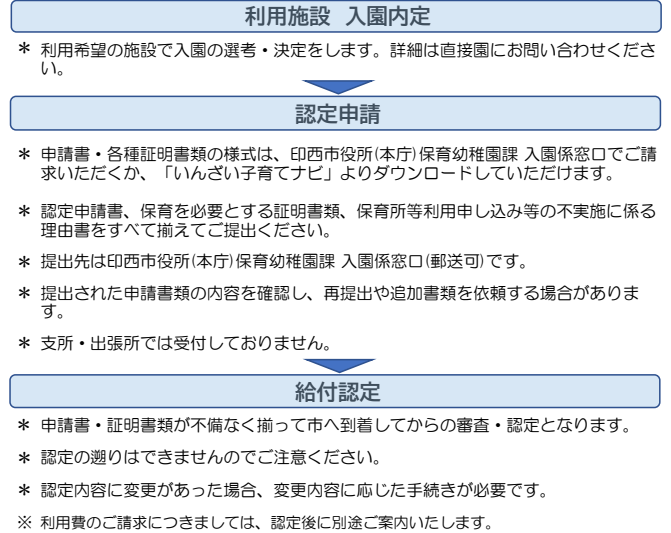 利用施設 入園内定
＊ 利用希望の施設で入園の選考・決定をします。詳細は直接園にお問い合わせくださ
い。
認定申請
＊ 申請書・各種証明書類の様式は、印西市役所(本庁)保育幼稚園課 入園係窓口でご請
求いただくか、「いんざい子育てナビ」よりダウンロードしていただけます。
＊ 認定申請書、保育を必要とする証明書類、保育所等利用申し込み等の不実施に係る
理由書をすべて揃えてご提出ください。
＊ 提出先は印西市役所(本庁)保育幼稚園課 入園係窓口(郵送可)です。
＊ 提出された申請書類の内容を確認し、再提出や追加書類を依頼する場合がありま
す。
＊ 支所・出張所では受付しておりません。
給付認定
＊ 申請書・証明書類が不備なく揃って市へ到着してからの審査・認定となります。
＊ 認定の遡りはできませんのでご注意ください。
＊ 認定内容に変更があった場合、変更内容に応じた手続きが必要です。
※ 利用費のご請求につきましては、認定後に別途ご案内いたします。